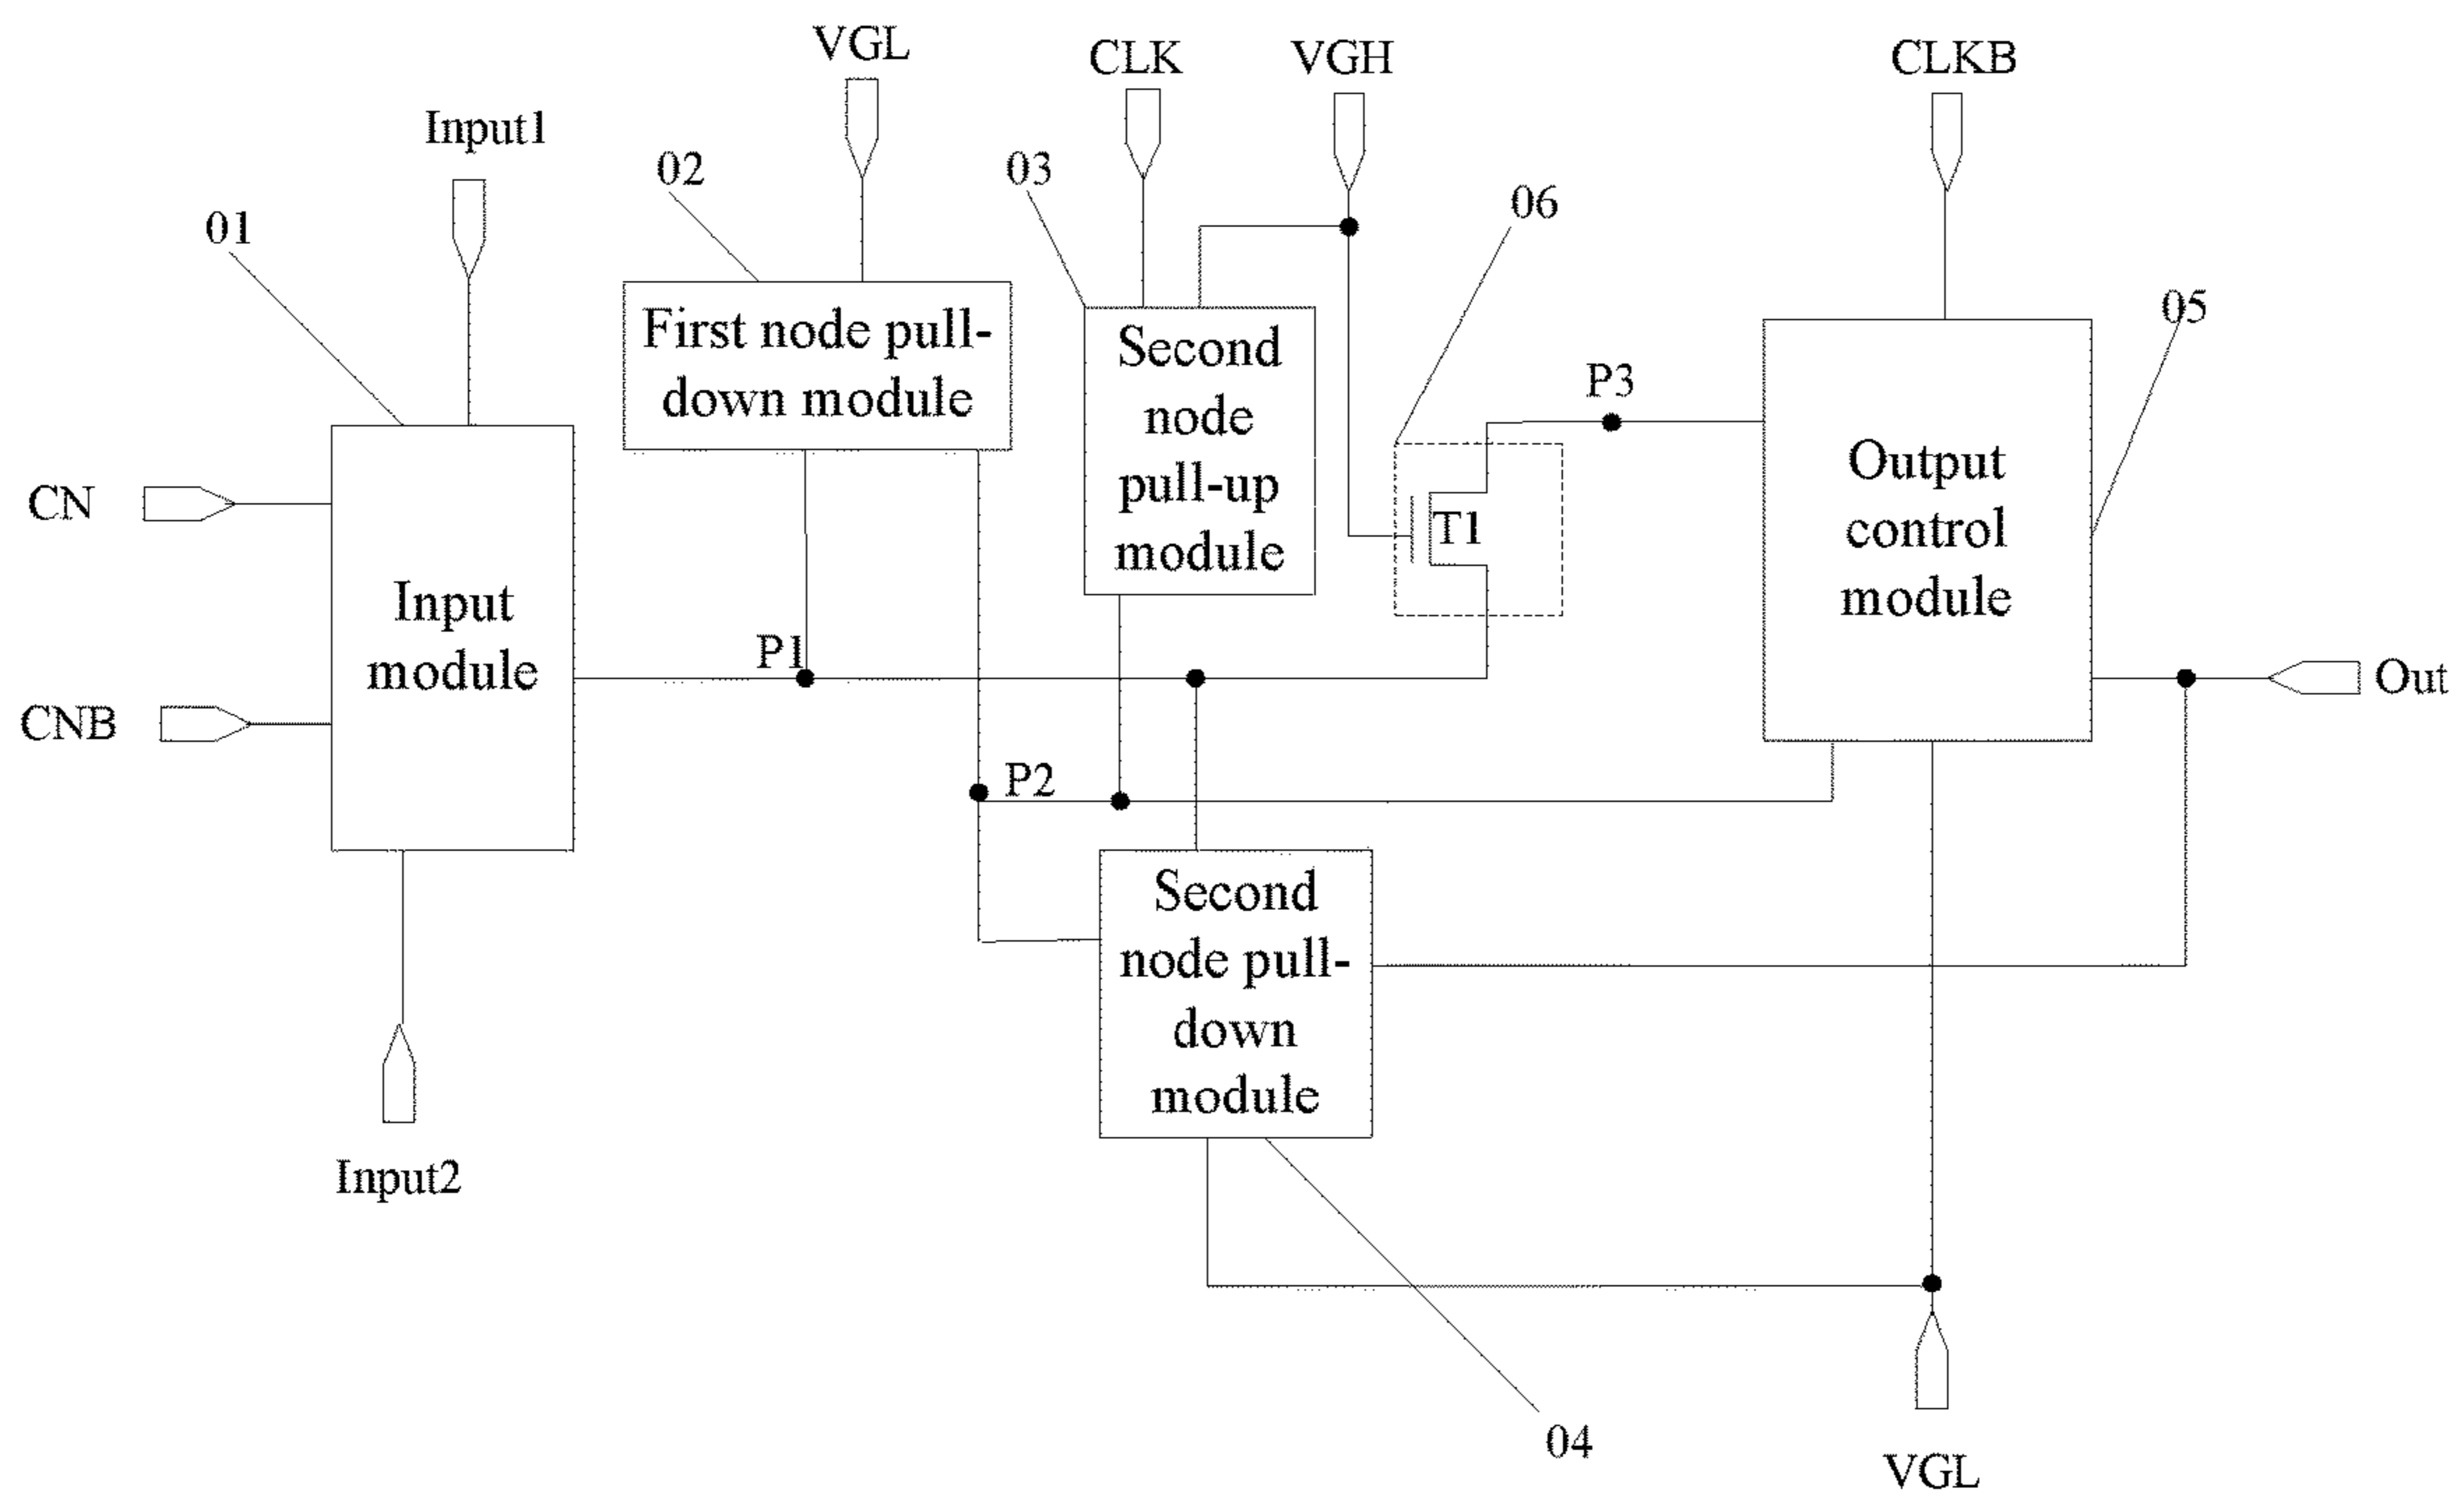 VGL
CLK
VGH
CLKB
Input1
02
03
06
01
05
First node pull-
down module
Second
node
pull-up
module
P3
Output
control
module
CN
T1
Input
module
P1
Out
CNB
P2
Second
node pull-
down
module
Input2
04
VGL